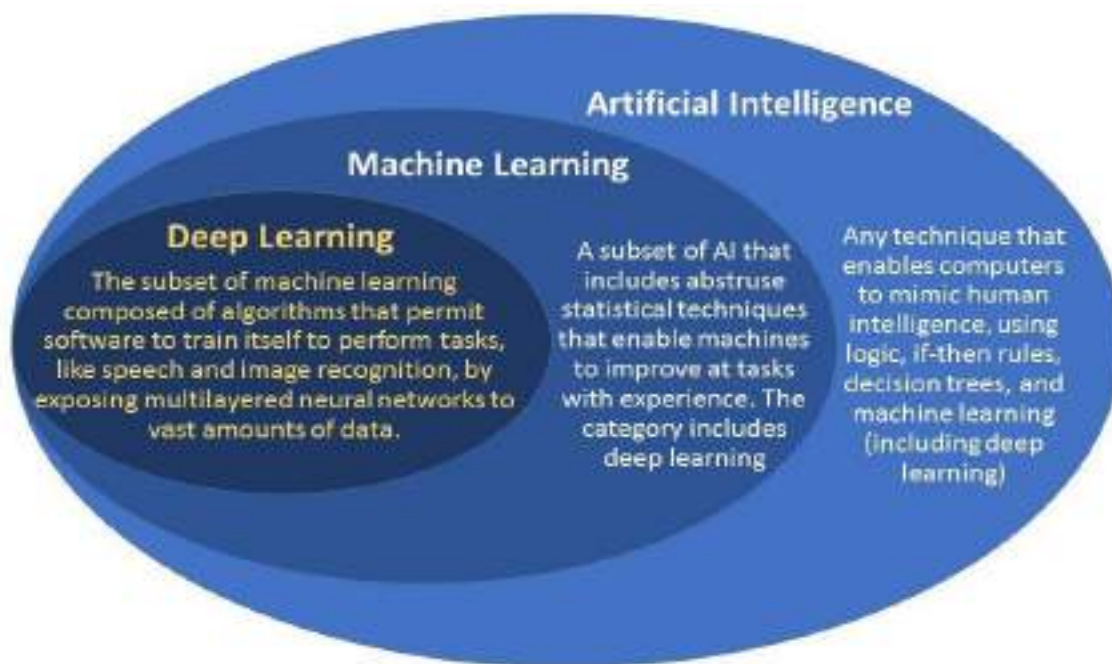 Artificial Intelligence
Machine Learning
Deep Learning
The subset of machine learning
composed of algorithms that permit
software to train itself to perform tasks,
like speech and image recognition, by
exposing multilayered neural networks to
vast amounts of data.
A subset of AI that
includes abstruse
statistical techniques
that enable machines
to improve at tasks
with experience. The
category includes
deep learning
Any technique that
enables computers
to mimic human
intelligence, using
logic, if-then rules,
decision trees, and
machine learning
(including deep
learning)